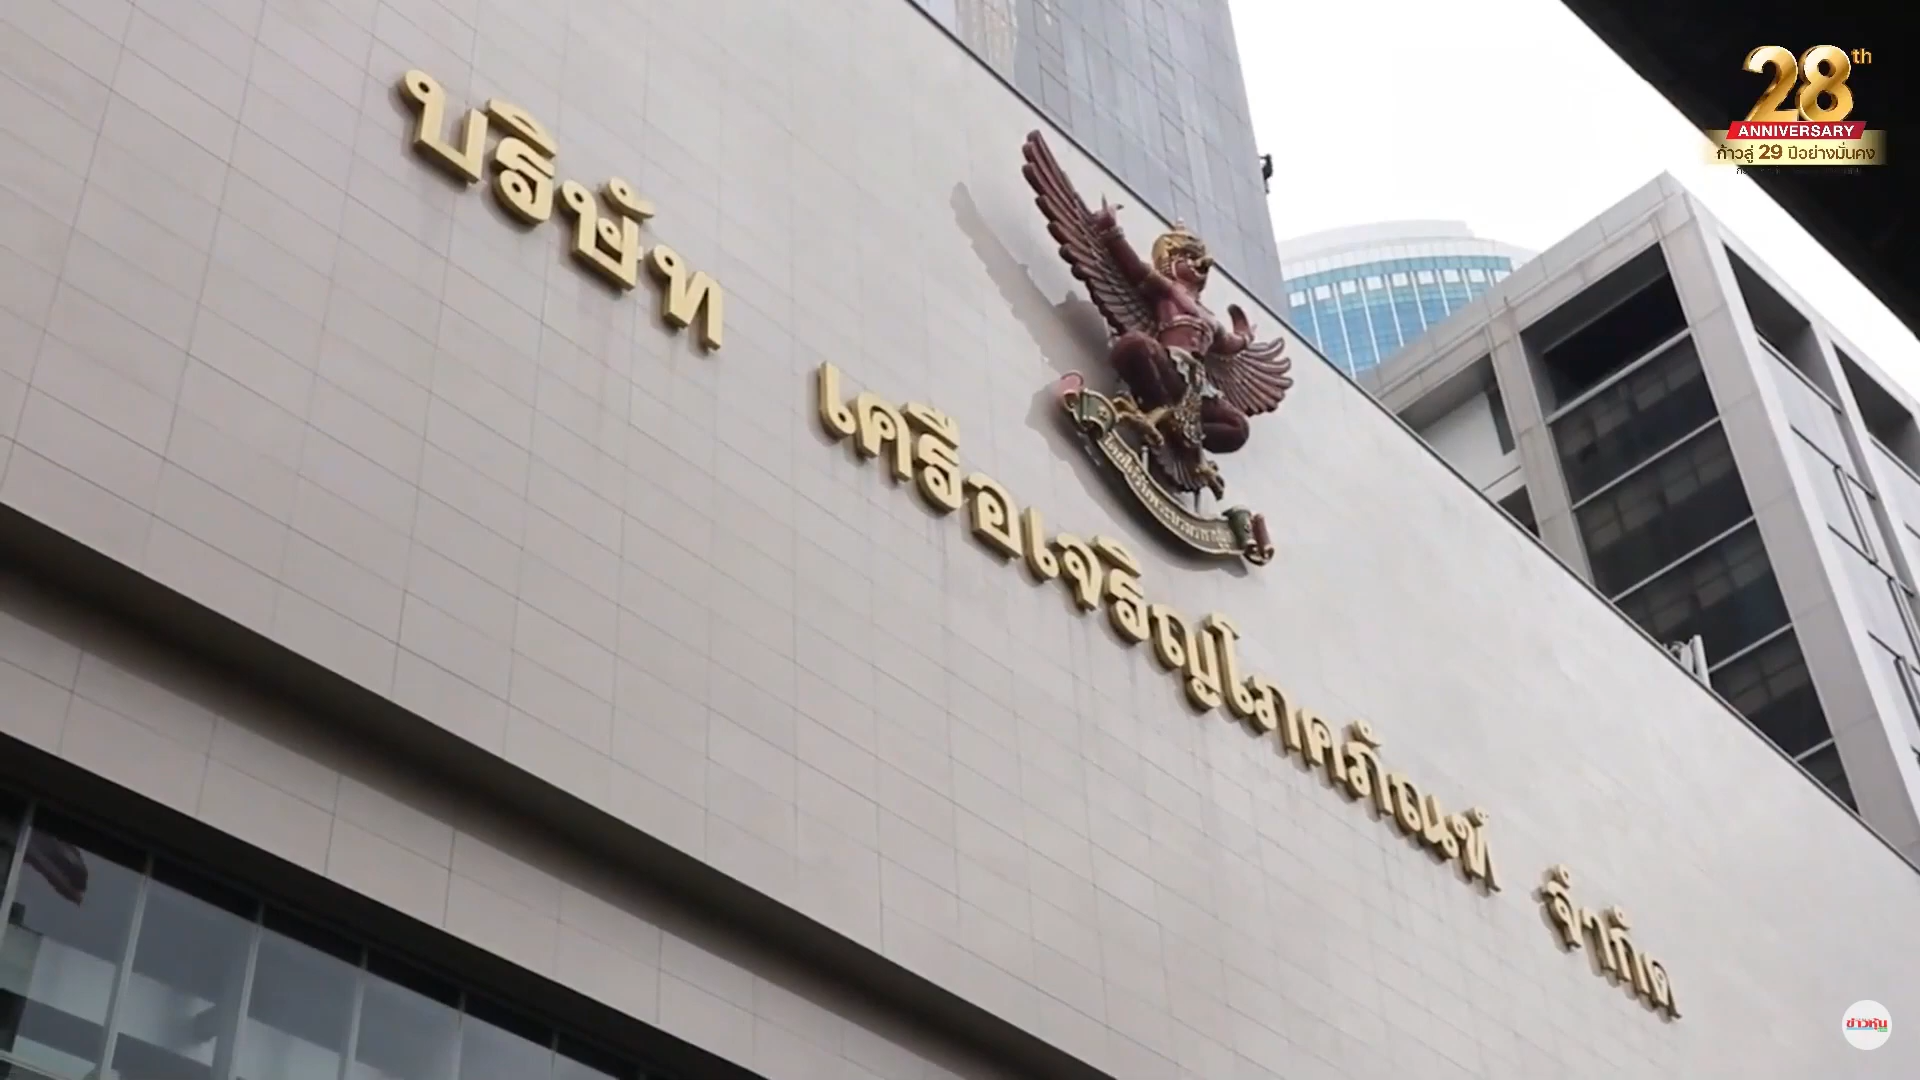 28th
ANNIVERSARY
ก้าวสู่ 29 ปีอย่างมั่นคง
บริษัท เครือเจริญโภคภัณฑ์ จำกัด
ข่าวหุ้น